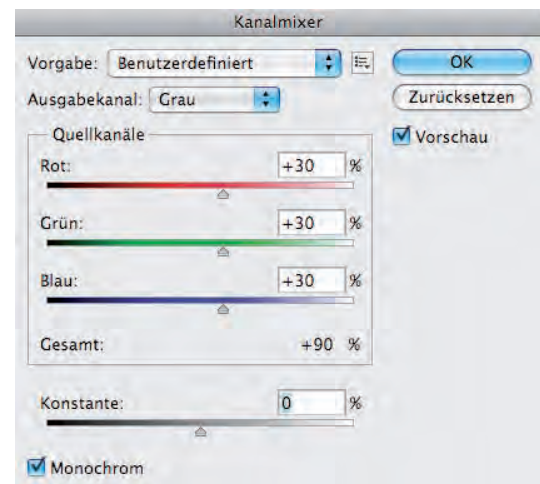 Kanalmixer
Vorgabe: Benutzerdefiniert
OK
Ausgabekanal: Grau
Zurücksetzen
Vorschau
Quellkanäle
Rot: +30 %
Grün: +30 %
Blau: +30 %
Gesamt: +90 %
Konstante: 0 %
Monochrom